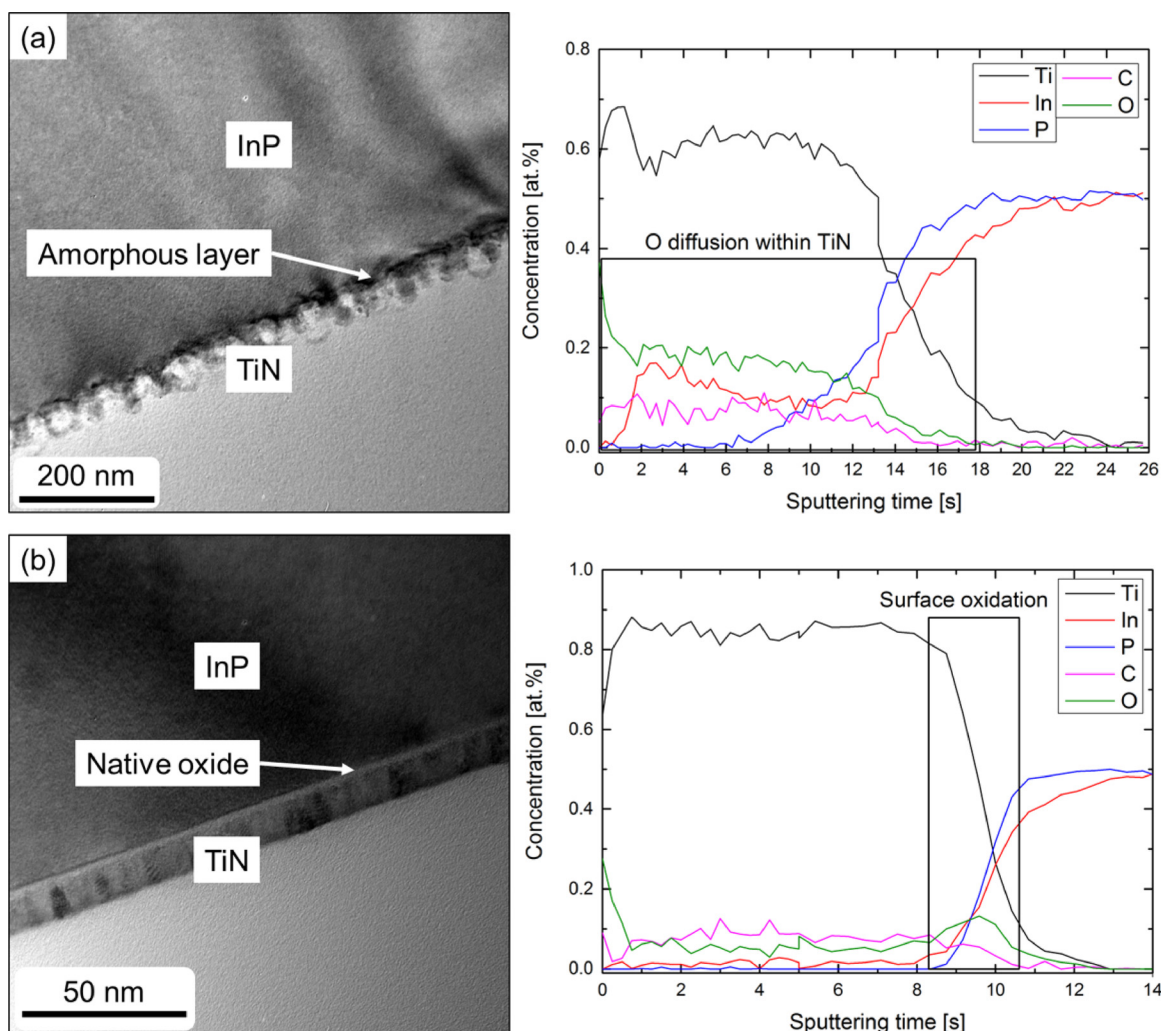 (a)
InP
Amorphous layer
TiN
200 nm
0.8
0.6
0.4
0.2
0.0
Concentration [at.%]
Ti
In
P
C
O
O diffusion within TiN
0 2 4 6 8 10 12 14 16 18 20 22 24 26
Sputtering time [s]
(b)
InP
Native oxide
TiN
50 nm
1.0
0.8
0.6
0.4
0.2
0.0
Concentration [at.%]
Surface oxidation
Ti
In
P
C
O
0 2 4 6 8 10 12 14
Sputtering time [s]